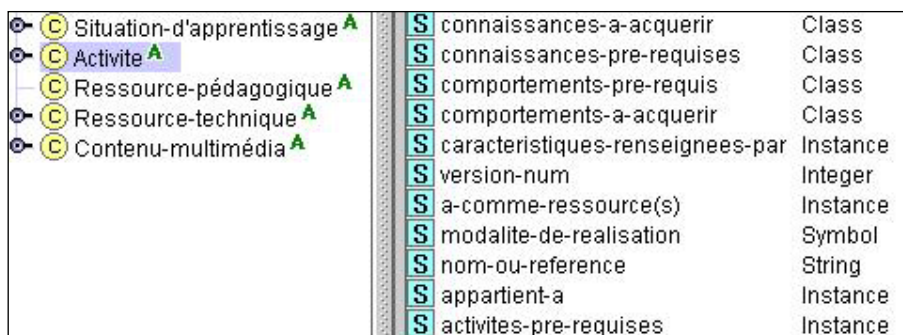 C Situation-d'apprentissage A
C Activite A
C Ressource-pédagogique A
C Ressource-technique A
C Contenu-multimédia A
S connaissances-a-acquerir Class
S connaissances-pre-requises Class
S comportements-pre-requis Class
S comportements-a-acquerir Class
S caracteristiques-renseignees-par Instance
S version-num Integer
S a-comme-ressource(s) Instance
S modalite-de-realisation Symbol
S nom-ou-reference String
S appartient-a Instance
S activites-pre-requises Instance